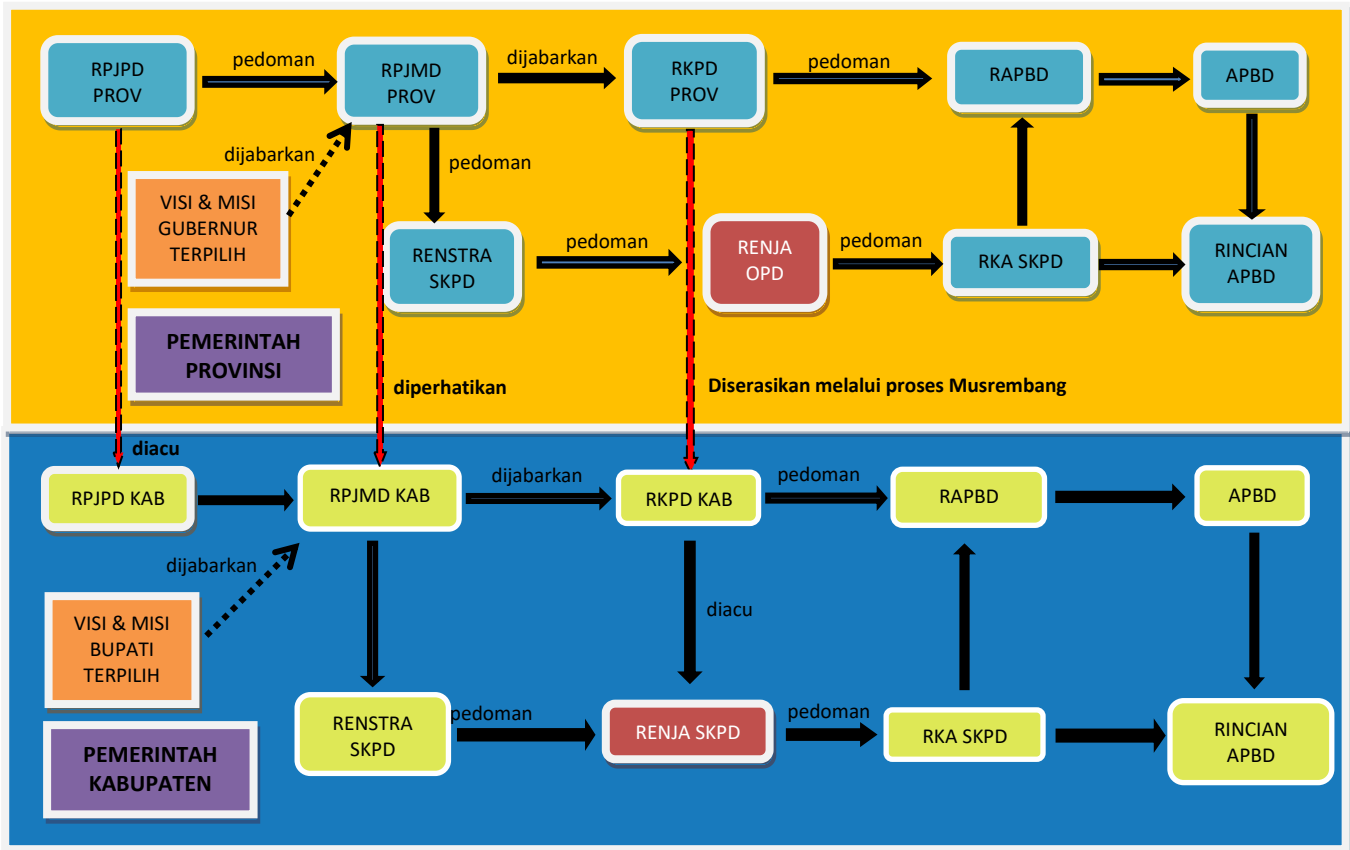 RPJPD
PROV
pedoman
RPJMD
PROV
dijabarkan
RKPD
PROV
pedoman
RAPBD
APBD
dijabarkan
pedoman
VISI & MISI
GUBERNUR
TERPILIH
RENSTRA
SKPD
pedoman
RENJA
OPD
pedoman
RKA SKPD
RINCIAN
APBD
PEMERINTAH
PROVINSI
diperhatikan
Diserasikan melalui proses Musrembang
diacu
RPJPD KAB
RPJMD KAB
dijabarkan
RKPD KAB
pedoman
RAPBD
APBD
dijabarkan
VISI & MISI
BUPATI
TERPILIH
diacu
RENSTRA
SKPD
pedoman
RENJA SKPD
pedoman
RKA SKPD
RINCIAN
APBD
PEMERINTAH
KABUPATEN